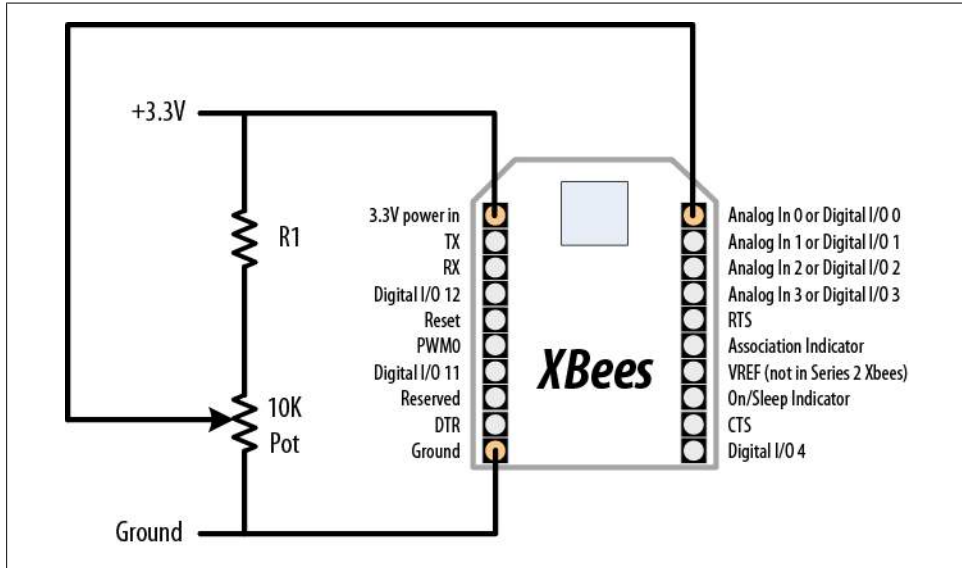 +3.3V
R1
10K
Pot
Ground
3.3V power in
TX
RX
Digital I/O 12
Reset
PWM0
Digital I/O 11
Reserved
DTR
Ground
XBees
Analog In 0 or Digital I/O 0
Analog In 1 or Digital I/O 1
Analog In 2 or Digital I/O 2
Analog In 3 or Digital I/O 3
RTS
Association Indicator
VREF (not in Series 2 Xbees)
On/Sleep Indicator
CTS
Digital I/O 4